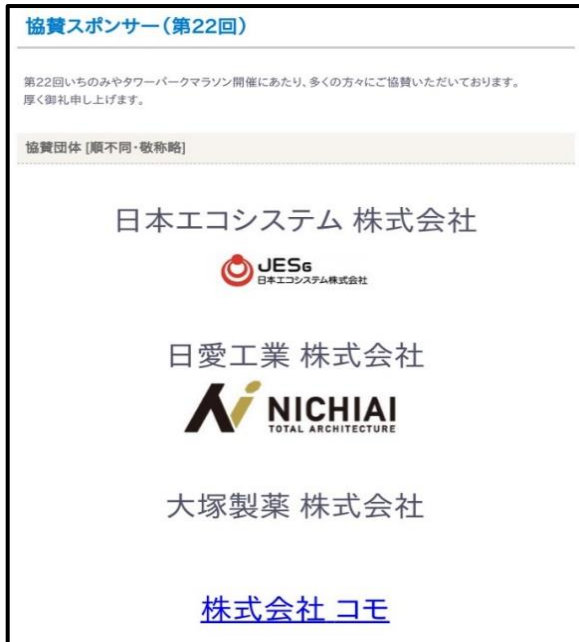 協賛スポンサー(第22回)
第22回いちのみやタワーパークマラソン開催にあたり、多くの方々にご協賛いただいております。
厚く御礼申し上げます。
協賛団体 [順不同・敬称略]
日本エコシステム 株式会社
JESG
日本エコシステム株式会社
日愛工業 株式会社
NICHIAI
TOTAL ARCHITECTURE
大塚製薬 株式会社
株式会社 コモ